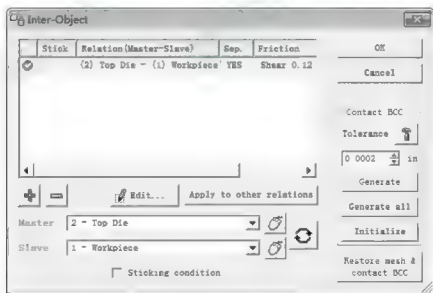 Inter-Object
Stick Relation(Master-Slave) Sep. Friction
(2) Top Die - (1) Workpiece YES Shear 0.12
OK
Cancel
Contact BCC
Tolerance
0.0002 in
Generate
Edit... Apply to other relations
Generate all
Master 2 - Top Die
Initialize
Slave 1 - Workpiece
Sticking condition
Restore mesh &
contact BCC